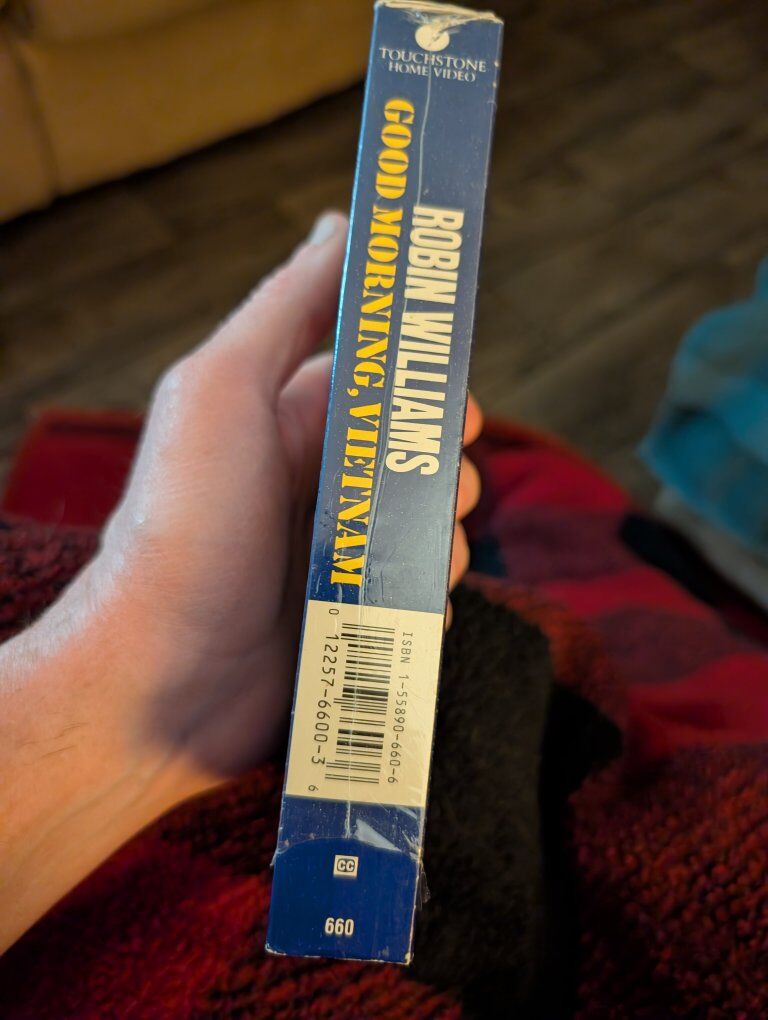 TOUCHSTONE
HOME VIDEO
ROBIN WILLIAMS
GOOD MORNING, VIETNAM
ISBN 1-55890-660-6
0 12257-6600-3 6
CC
660